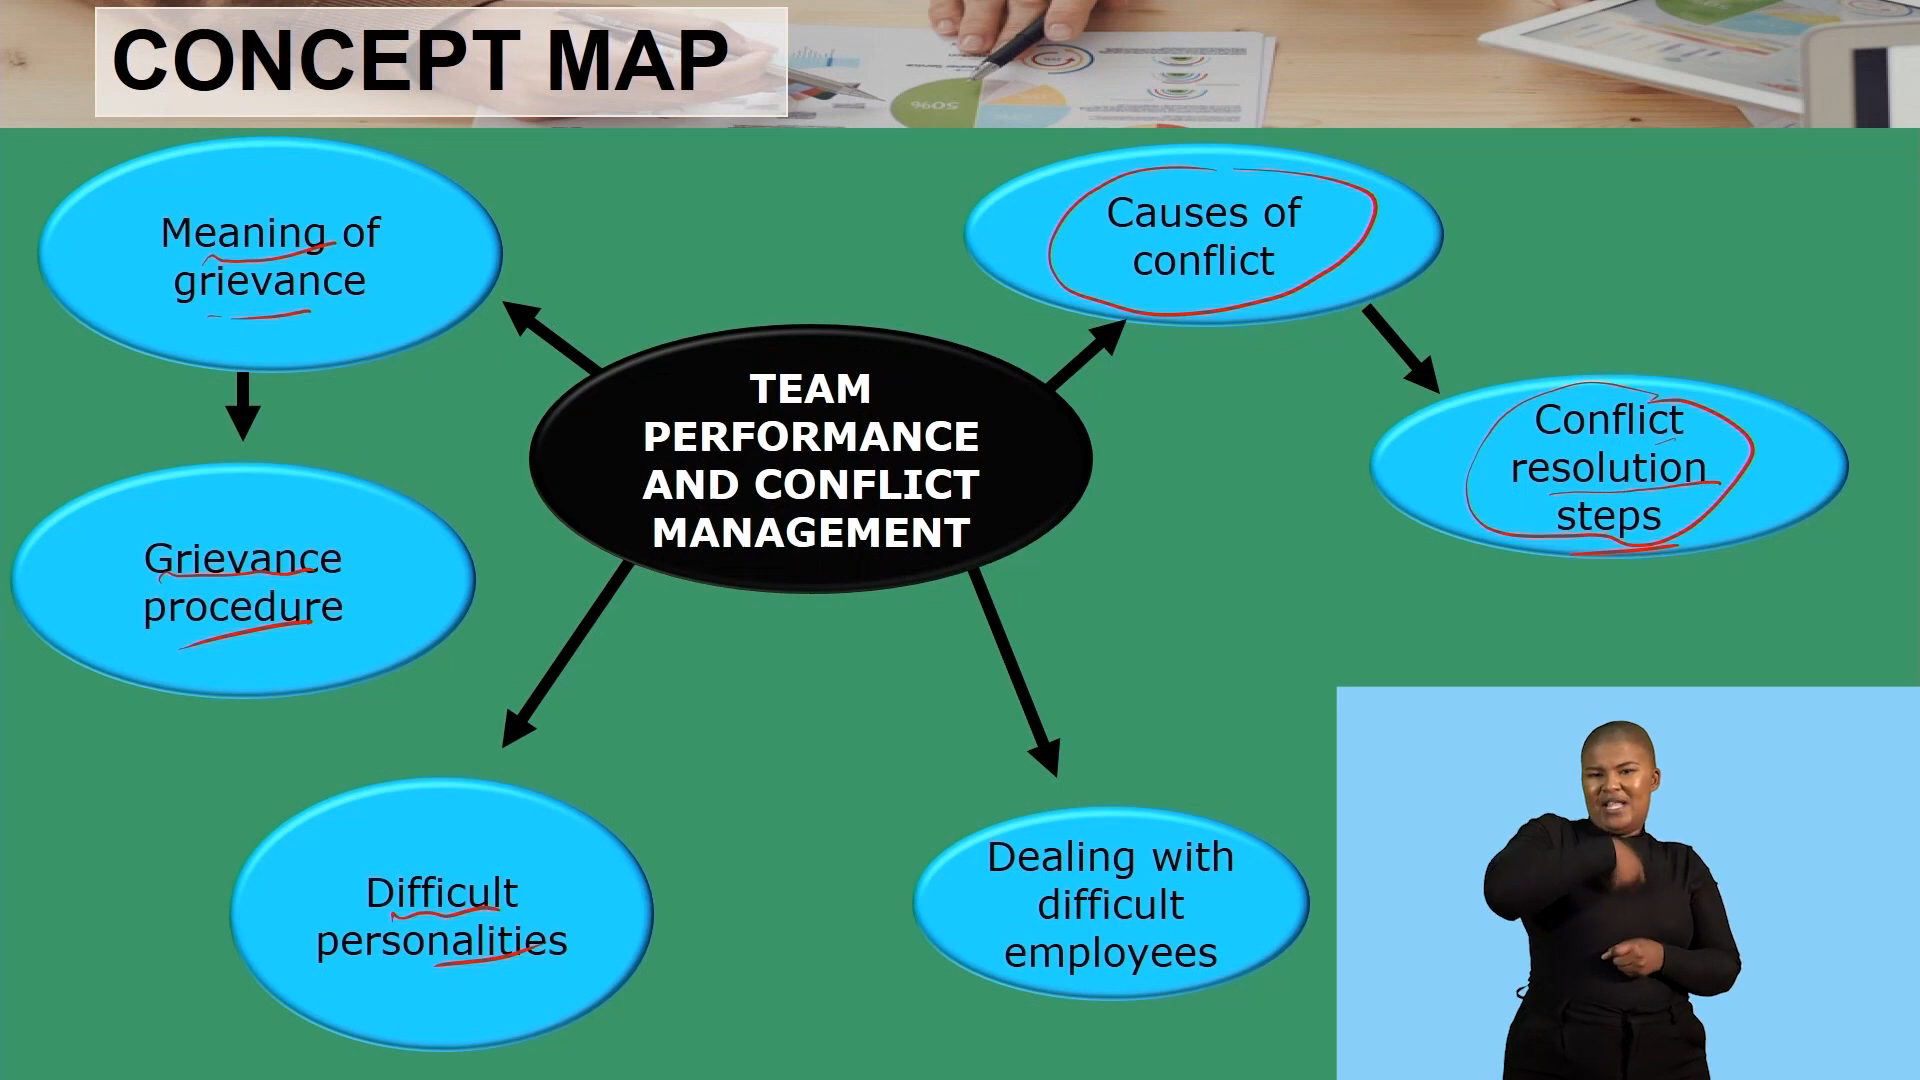 CONCEPT MAP
50%
Meaning of
grievance
Causes of
conflict
TEAM
PERFORMANCE
AND CONFLICT
MANAGEMENT
Conflict
resolution
steps
Grievance
procedure
Difficult
personalities
Dealing with
difficult
employees